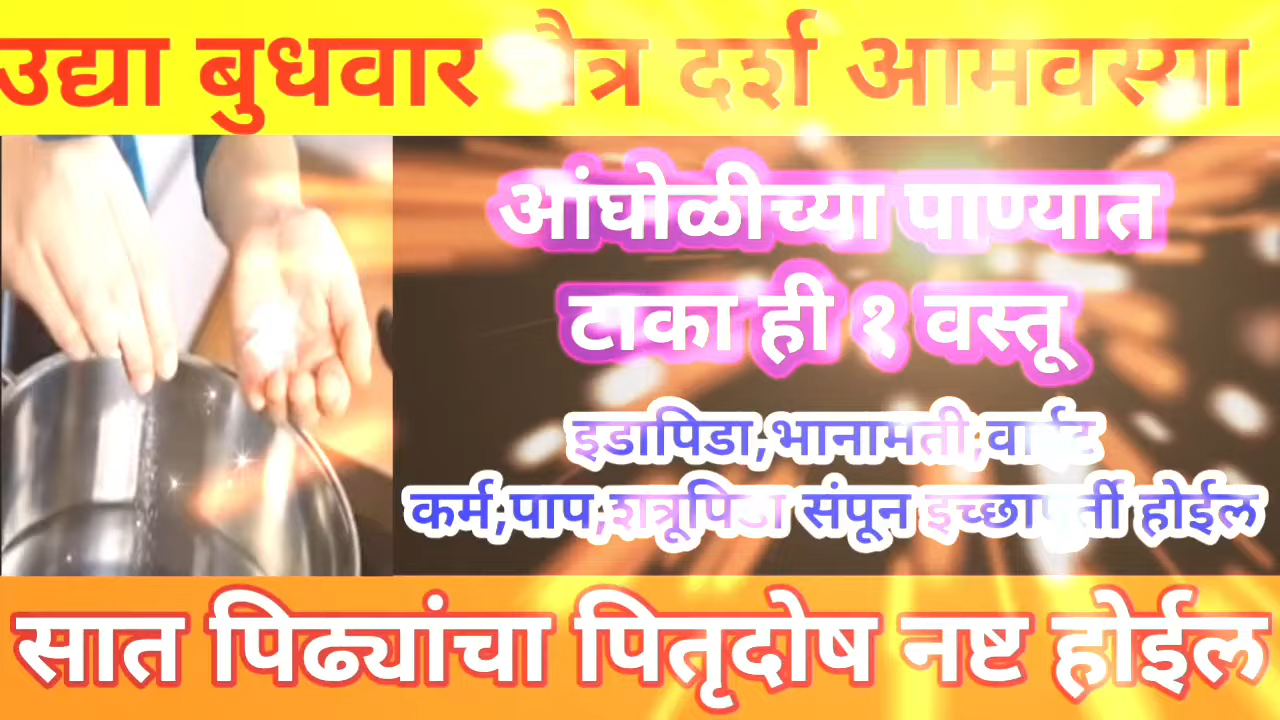 उद्या बुधवार चैत्र दर्श आमवस्या
आंघोळीच्या पाण्यात
टाका ही १ वस्तू
इडापिडा,भानामती,वाईट
कर्म,पाप,शत्रूपिडा संपून इच्छापूर्ती होईल
सात पिढ्यांचा पितृदोष नष्ट होईल